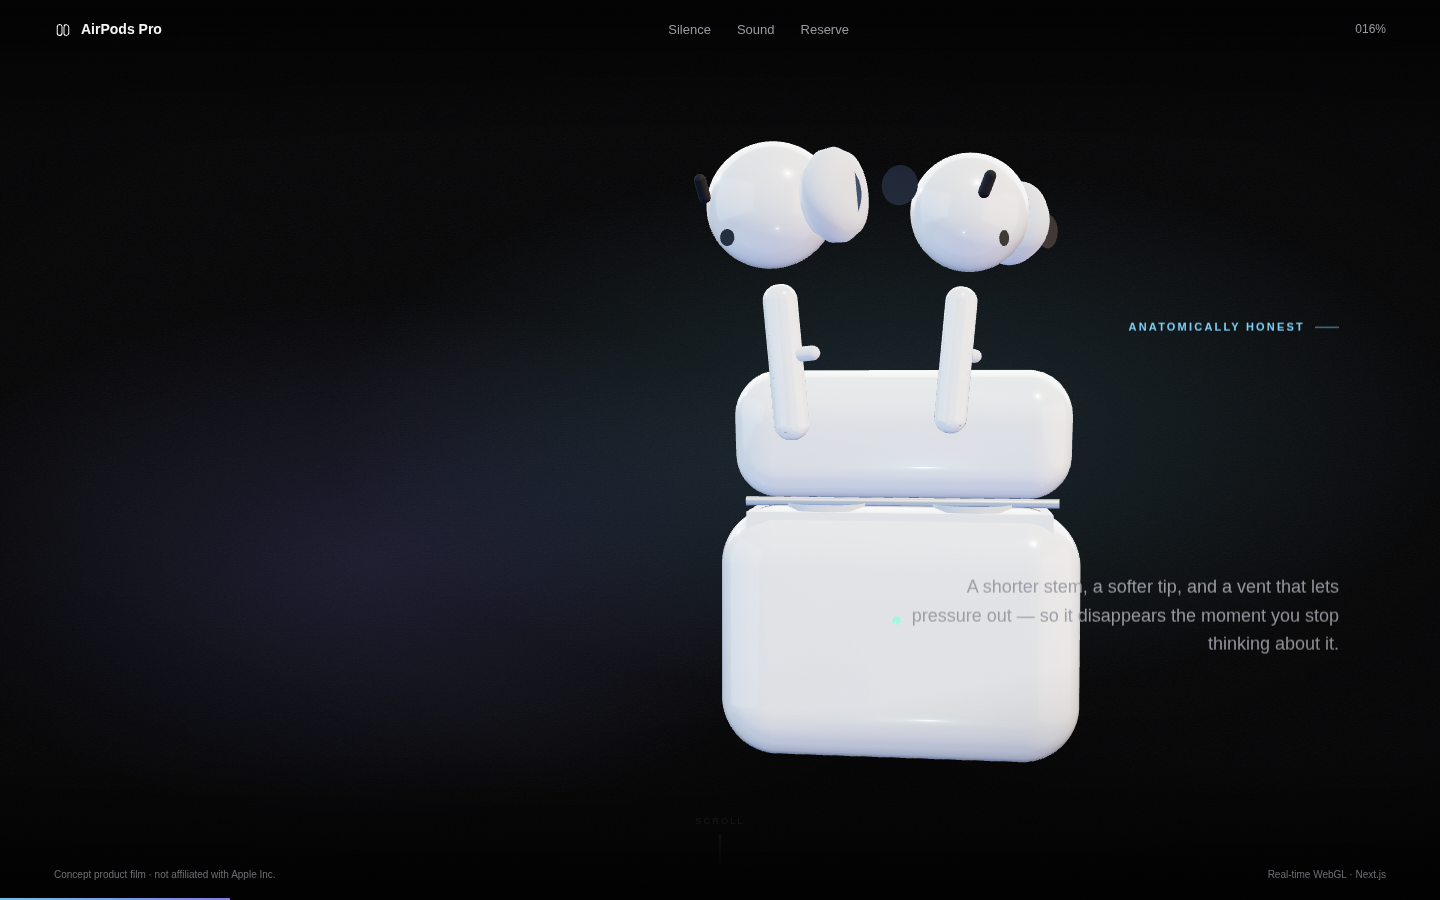 AirPods Pro
Silence
Sound
Reserve
016%
ANATOMICALLY HONEST
A shorter stem, a softer tip, and a vent that lets
pressure out — so it disappears the moment you stop
thinking about it.
SCROLL
Concept product film · not affiliated with Apple Inc.
Real-time WebGL · Next.js